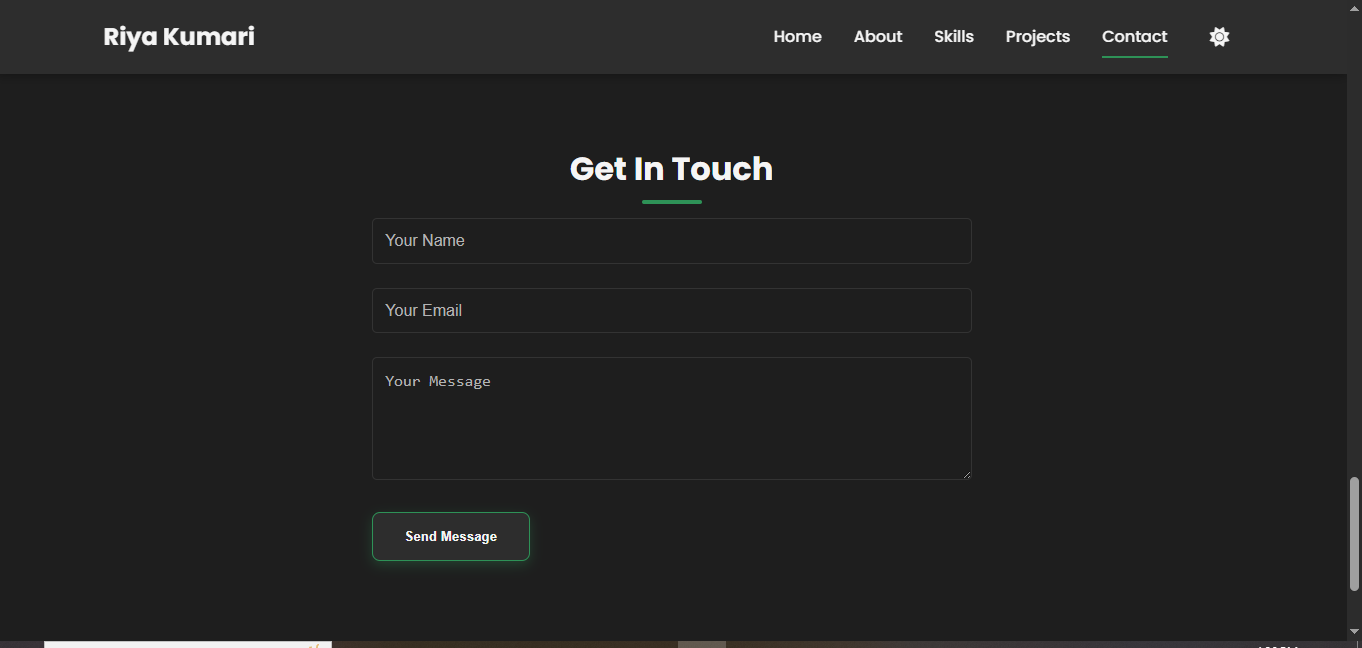 Riya Kumari
Home About Skills Projects Contact
Get In Touch
Your Name
Your Email
Your Message
Send Message